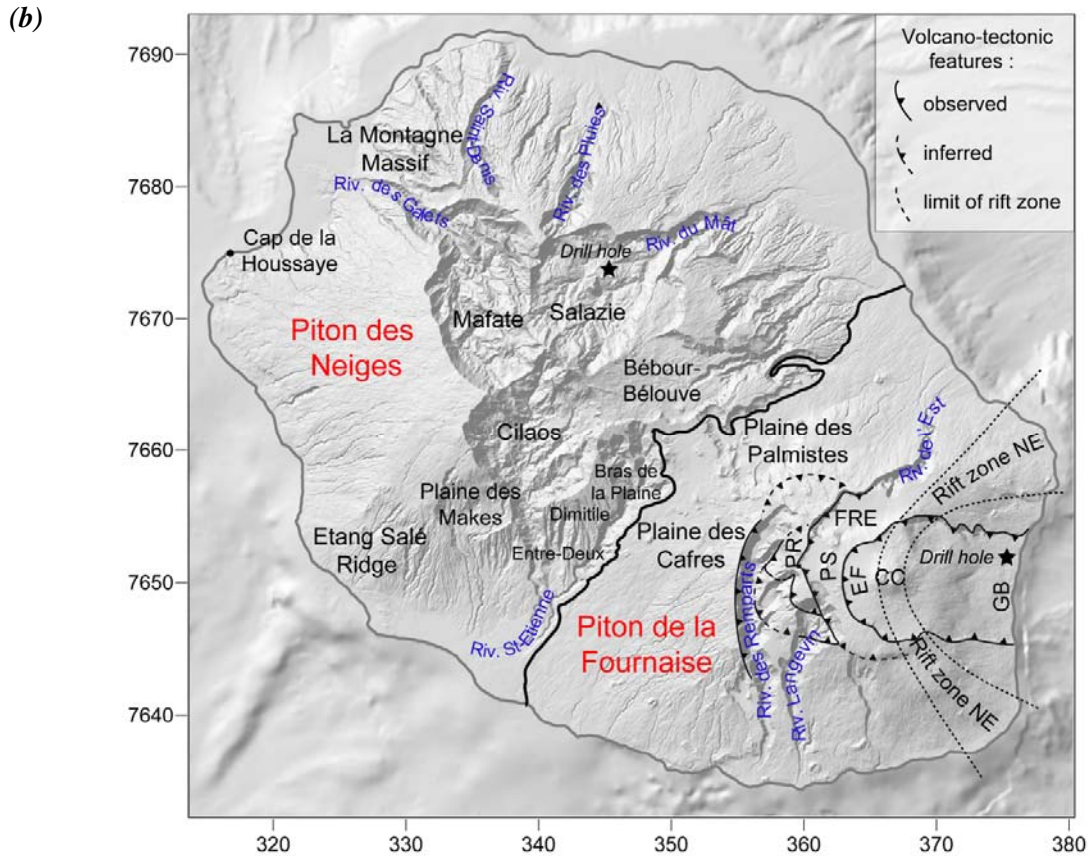 (b)
Volcano-tectonic
features :
observed
inferred
limit of rift zone
7690
7680
7670
7660
7650
7640
320
330
340
350
360
370
380
La Montagne
Massif
Riv. Saint-Denis
Riv. des Pluies
Riv. des Galets
Riv. du Mât
Cap de la
Houssaye
Drill hole
Mafate
Salazie
Piton des
Neiges
Bébour-
Bélouve
Cilaos
Plaine des
Palmistes
Riv. de l'Est
Rift zone NE
Bras de
la Plaine
Plaine des
Makes
Dimitile
Etang Salé
Ridge
Entre-Deux
Plaine des
Cafres
FRE
PR
PS
EF
CC
Drill hole
GB
Riv. St-Etienne
Piton de la
Fournaise
Riv. des Remparts
Riv. Langevin
Rift zone NE